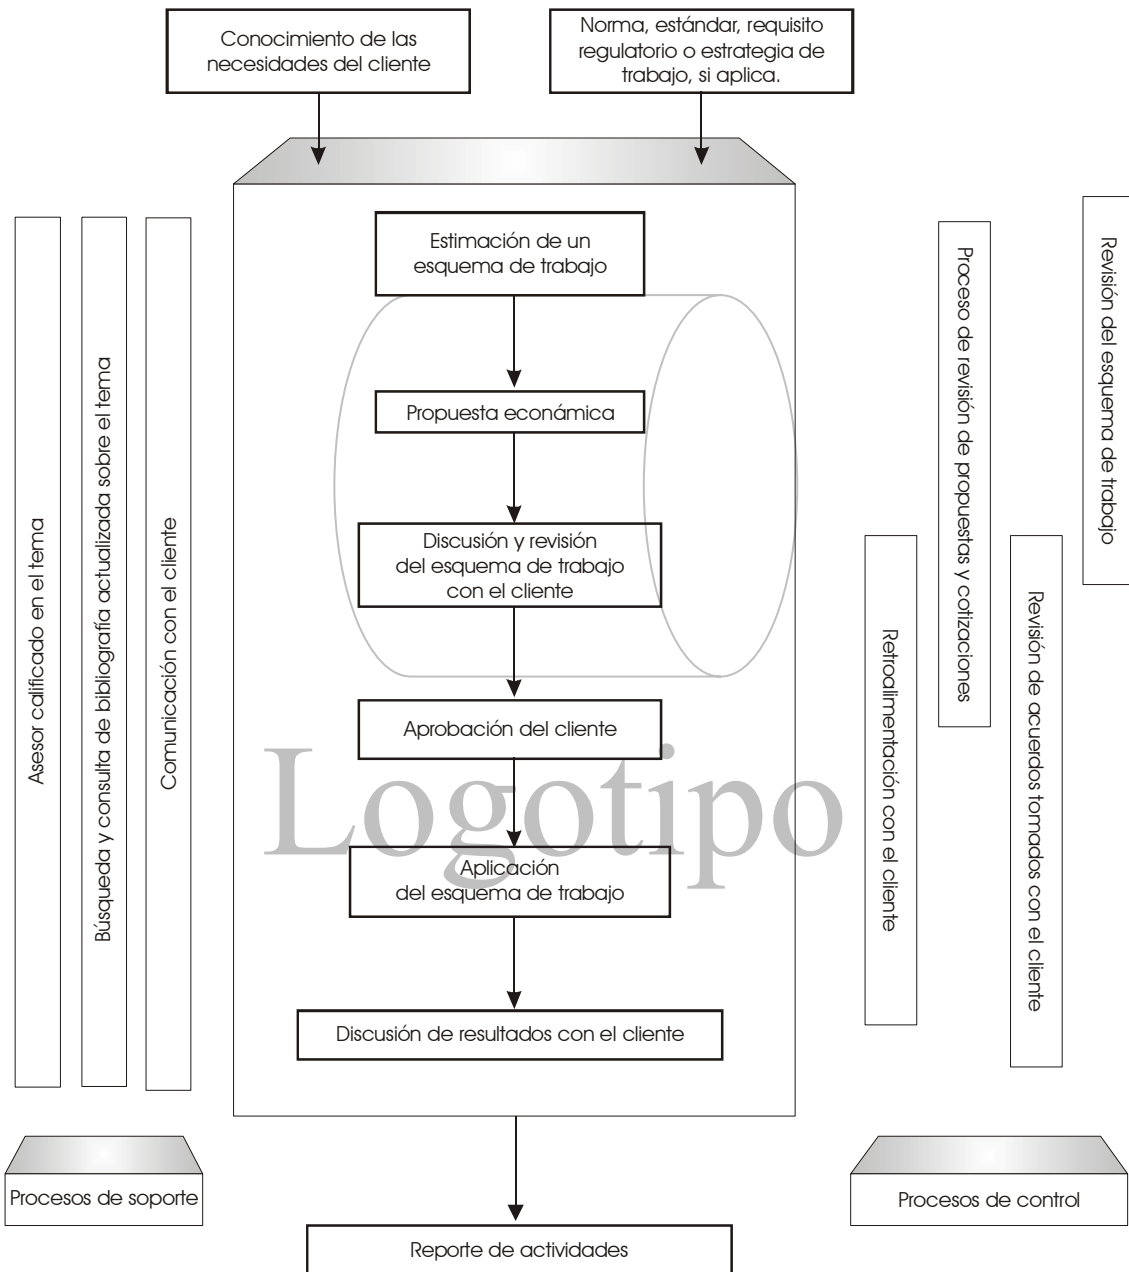 Conocimiento de las
necesidades del cliente
Norma, estándar, requisito
regulatorio o estrategia de
trabajo, si aplica.
Estimación de un
esquema de trabajo
Propuesta económica
Discusión y revisión
del esquema de trabajo
con el cliente
Aprobación del cliente
Logotipo
Aplicación
del esquema de trabajo
Discusión de resultados con el cliente
Reporte de actividades
Asesor calificado en el tema
Búsqueda y consulta de bibliografía actualizada sobre el tema
Comunicación con el cliente
Procesos de soporte
Retroalimentación con el cliente
Proceso de revisión de propuestas y cotizaciones
Revisión de acuerdos tomados con el cliente
Revisión del esquema de trabajo
Procesos de control